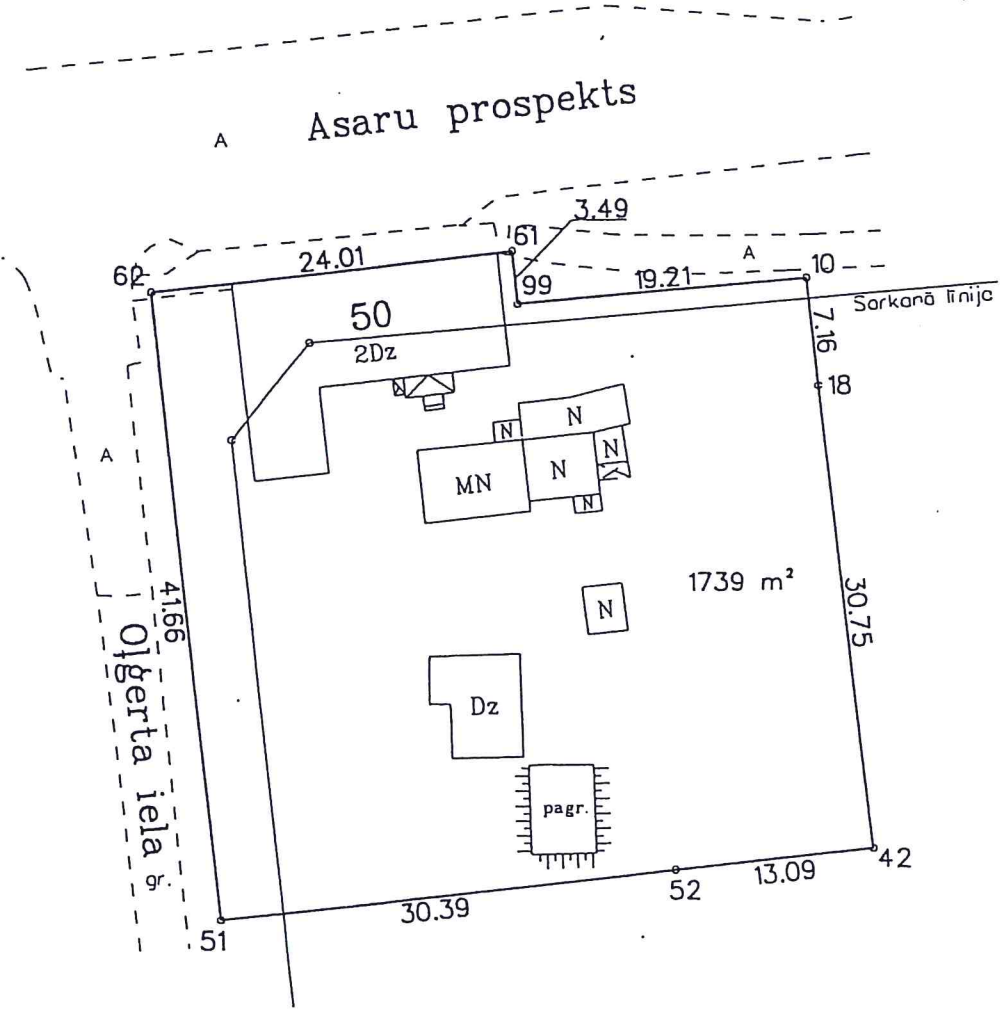 Asaru prospekts
A
3.49
61
24.01
62
A
10
99
19.21
50
Sarkanā līnija
2Dz
7.16
18
N
N
N
A
MN
N
N
1739 m²
41.66
N
30.75
Oļģerta iela
Dz
pagr.
gr.
42
13.09
52
30.39
51